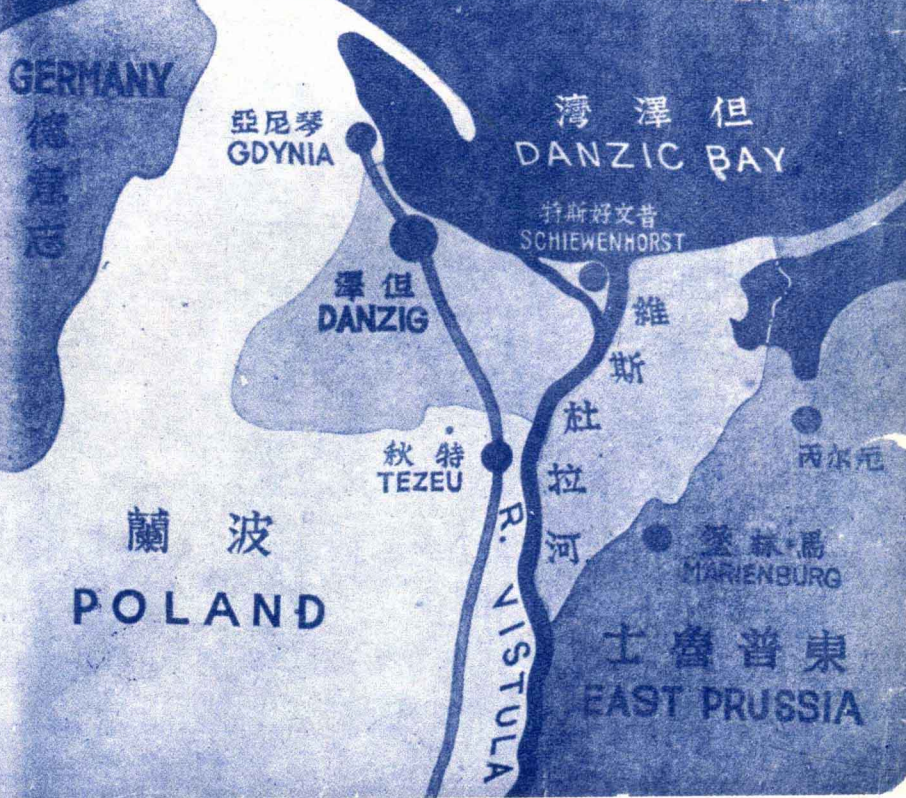 GERMANY
德意志
琴尼亞
GDYNIA
但澤灣
DANZIC BAY
昔文好斯特
SCHIEWENHORST
但澤
DANZIG
維斯杜拉河
特秋
TEZEU
R. VISTULA
波蘭
POLAND
馬林堡
MARIENBURG
東普魯士
EAST PRUSSIA